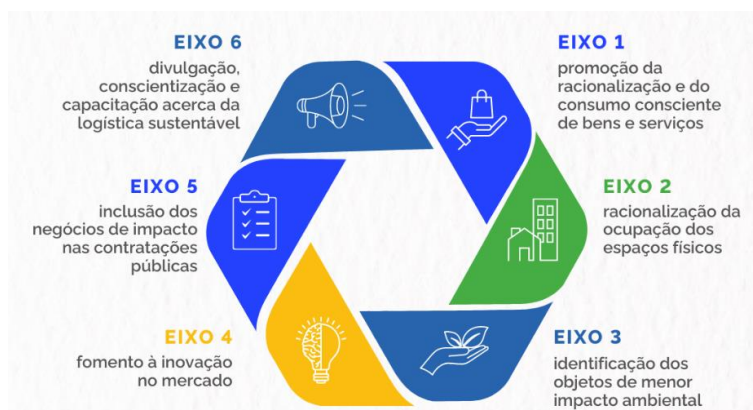 EIXO 1
promoção da
racionalização e do
consumo consciente
de bens e serviços
EIXO 2
racionalização da
ocupação dos
espaços físicos
EIXO 3
identificação dos
objetos de menor
impacto ambiental
EIXO 4
fomento à inovação
no mercado
EIXO 5
inclusão dos
negócios de impacto
nas contratações
públicas
EIXO 6
divulgação,
conscientização e
capacitação acerca da
logística sustentável